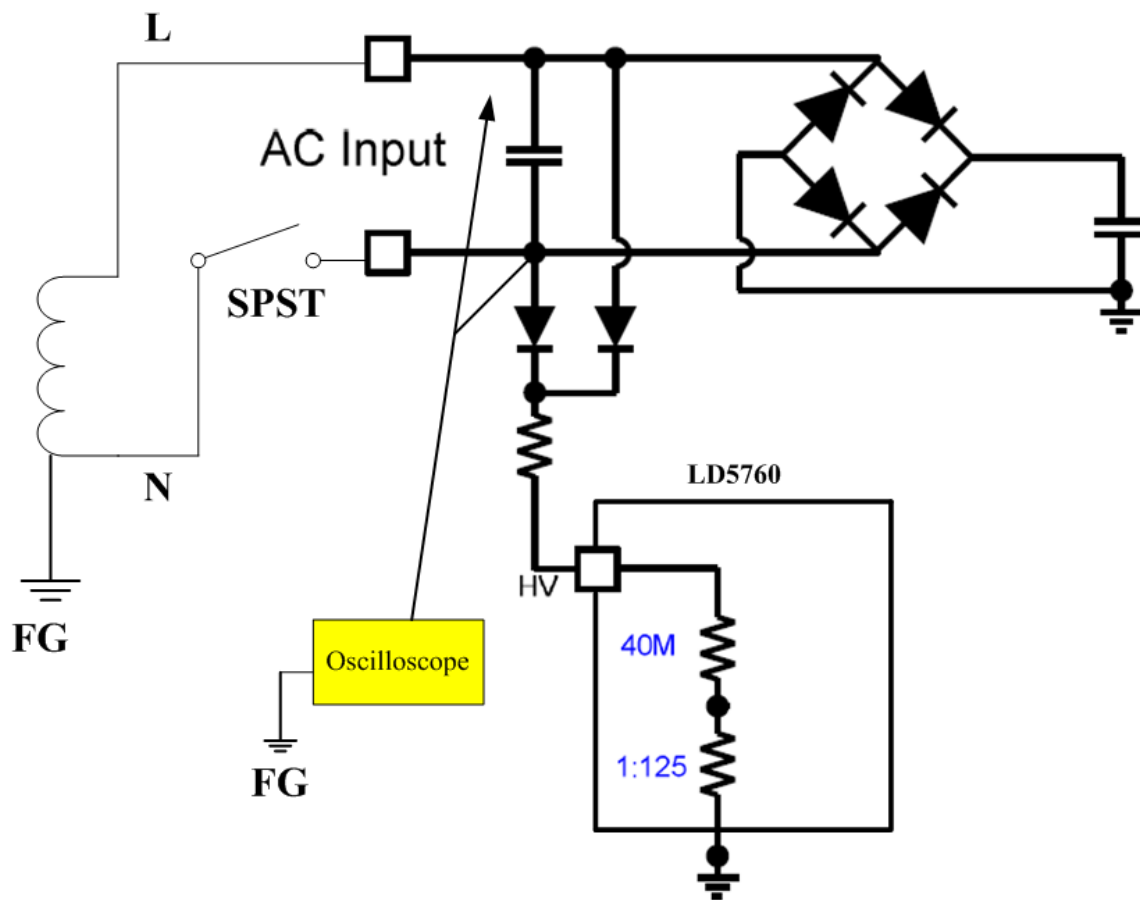 L
AC Input
SPST
N
LD5760
HV
FG
Oscilloscope
40M
FG
1:125